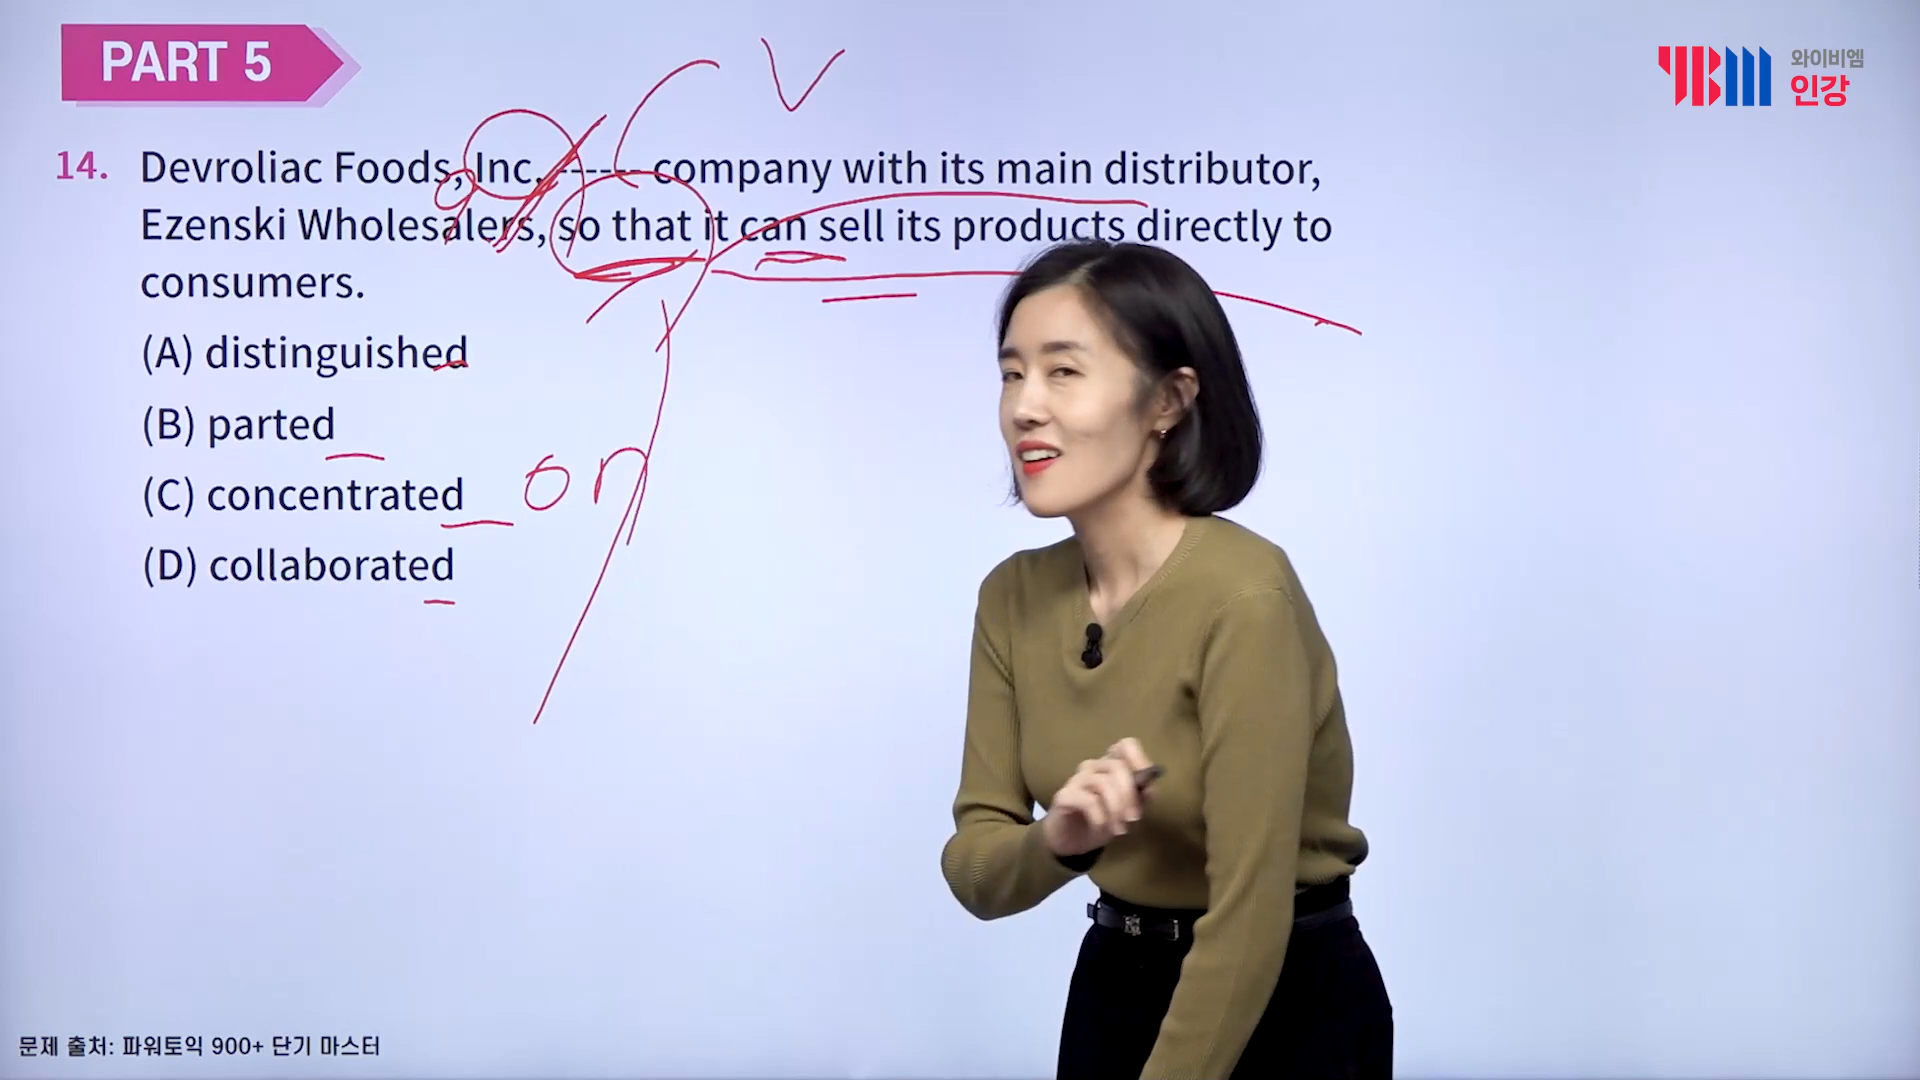 PART 5
YBM 와이비엠 인강
14. Devroliac Foods, Inc. ------ company with its main distributor,
Ezenski Wholesalers, so that it can sell its products directly to
consumers.
(A) distinguished
(B) parted
(C) concentrated on
(D) collaborated
문제 출처: 파워토익 900+ 단기 마스터